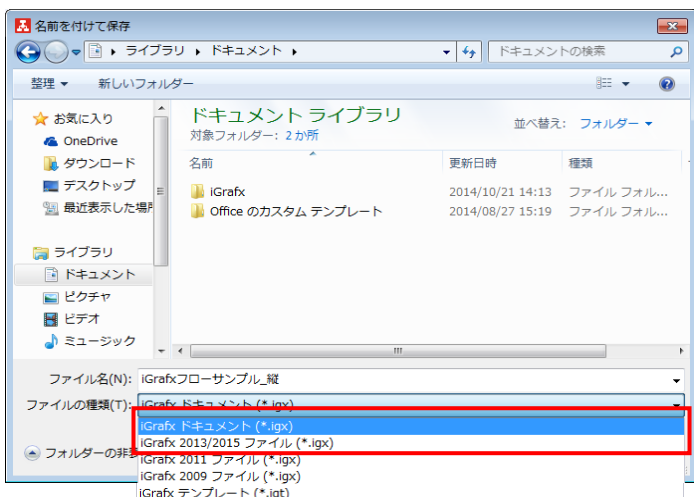 名前を付けて保存
ライブラリ ドキュメント
ドキュメントの検索
整理 新しいフォルダー
お気に入り
OneDrive
ダウンロード
デスクトップ
最近表示した場所
ライブラリ
ドキュメント
ピクチャ
ビデオ
ミュージック
ドキュメント ライブラリ
対象フォルダー: 2 か所
並べ替え: フォルダー
名前 更新日時 種類
iGrafx 2014/10/21 14:13 ファイル フォル...
Office のカスタム テンプレート 2014/08/27 15:19 ファイル フォル...
ファイル名(N): iGrafxフローサンプル_縦
ファイルの種類(T): iGrafx ドキュメント (*.igx)
iGrafx ドキュメント (*.igx)
iGrafx 2013/2015 ファイル (*.igx)
iGrafx 2011 ファイル (*.igx)
iGrafx 2009 ファイル (*.igx)
iGrafx テンプレート (*.igt)
フォルダーの非表